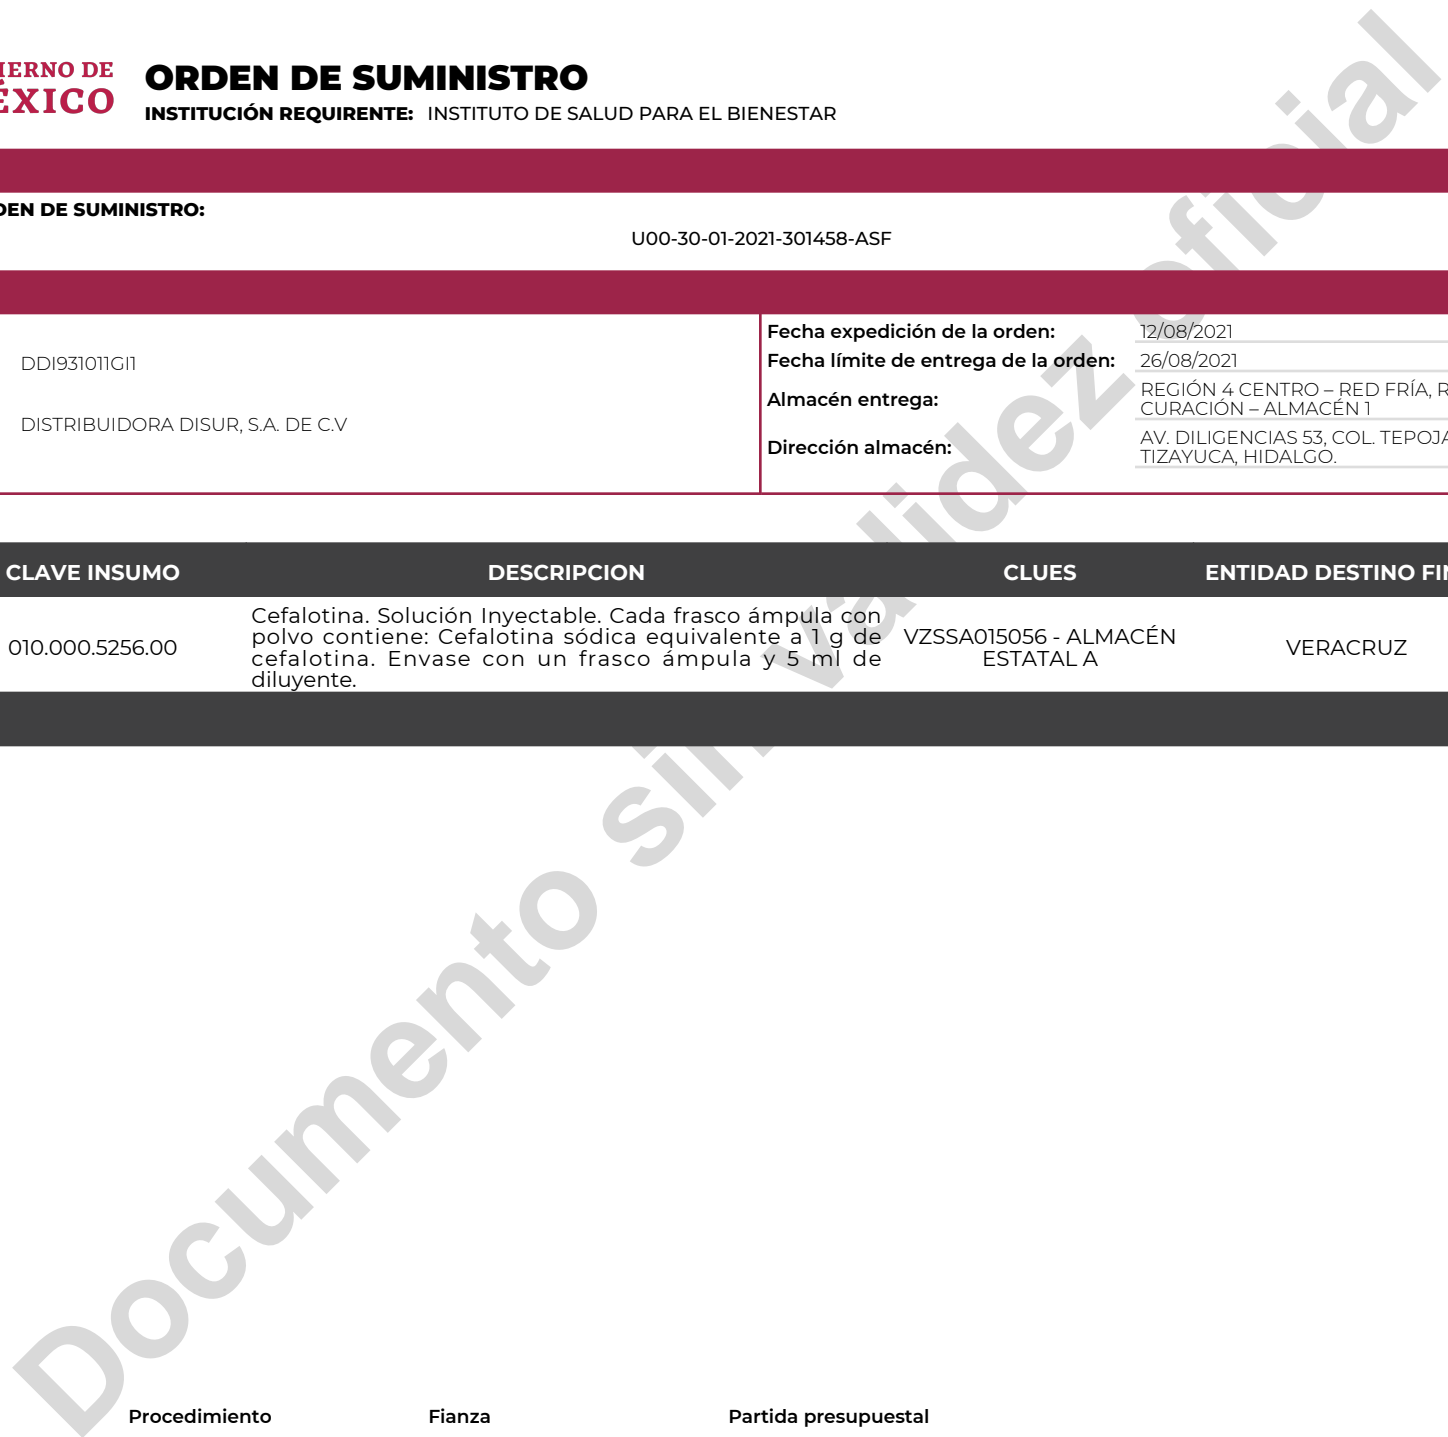 IERNO DE
ÉXICO
ORDEN DE SUMINISTRO
INSTITUCIÓN REQUIRENTE: INSTITUTO DE SALUD PARA EL BIENESTAR
DEN DE SUMINISTRO:
U00-30-01-2021-301458-ASF
DDI931011GI1
DISTRIBUIDORA DISUR, S.A. DE C.V
Fecha expedición de la orden: 12/08/2021
Fecha límite de entrega de la orden: 26/08/2021
Almacén entrega: REGIÓN 4 CENTRO – RED FRÍA, R
CURACIÓN – ALMACÉN 1
Dirección almacén: AV. DILIGENCIAS 53, COL. TEPOJA
TIZAYUCA, HIDALGO.
CLAVE INSUMO DESCRIPCION CLUES ENTIDAD DESTINO FIN
010.000.5256.00
Cefalotina. Solución Inyectable. Cada frasco ámpula con
polvo contiene: Cefalotina sódica equivalente a 1 g de
cefalotina. Envase con un frasco ámpula y 5 ml de
diluyente.
VZSSA015056 - ALMACÉN
ESTATAL A
VERACRUZ
Documento sin validez oficial
Procedimiento Fianza Partida presupuestal